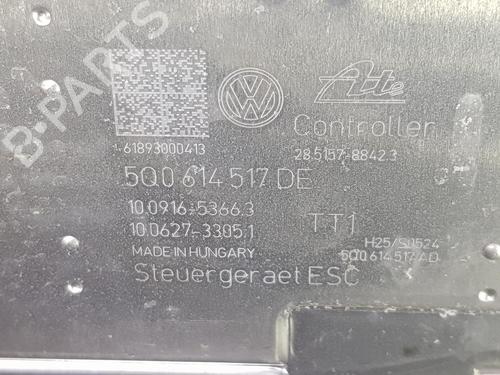 Ate
Controller
61893000413
28.5157-8842.3
5Q0 614 517 DE
10.0916-5366.3
TT1
10.0627-3305.1
H25/S0524
MADE IN HUNGARY
5Q0 614 517 AD
Steuergeraet ESC